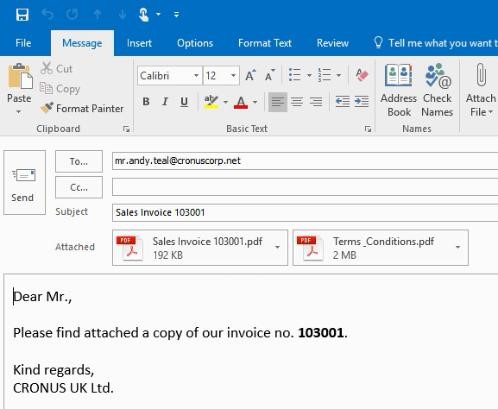 File Message Insert Options Format Text Review Tell me what you want t
Cut
Copy
Format Painter
Paste
Calibri 12
B I U
Address Book
Check Names
Attach File
Clipboard Basic Text Names
To... mr.andy.teal@cronuscorp.net
Cc...
Send
Subject Sales Invoice 103001
Attached
PDF Sales Invoice 103001.pdf
192 KB
PDF Terms_Conditions.pdf
2 MB
Dear Mr.,
Please find attached a copy of our invoice no. 103001.
Kind regards,
CRONUS UK Ltd.